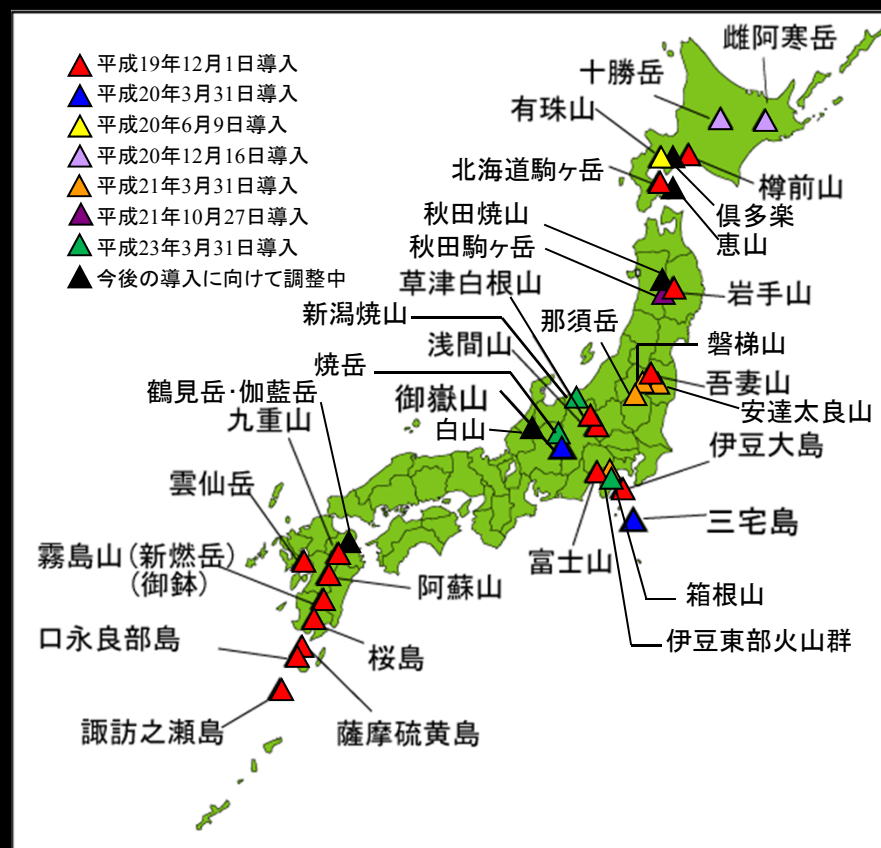 平成19年12月1日導入
平成20年3月31日導入
平成20年6月9日導入
平成20年12月16日導入
平成21年3月31日導入
平成21年10月27日導入
平成23年3月31日導入
今後の導入に向けて調整中
雌阿寒岳
十勝岳
有珠山
北海道駒ヶ岳
樽前山
倶多楽
恵山
秋田焼山
秋田駒ヶ岳
岩手山
草津白根山
新潟焼山
那須岳
浅間山
磐梯山
焼岳
吾妻山
鶴見岳・伽藍岳
御嶽山
安達太良山
九重山
白山
伊豆大島
雲仙岳
三宅島
霧島山(新燃岳)
(御鉢)
富士山
阿蘇山
箱根山
口永良部島
桜島
伊豆東部火山群
諏訪之瀬島
薩摩硫黄島